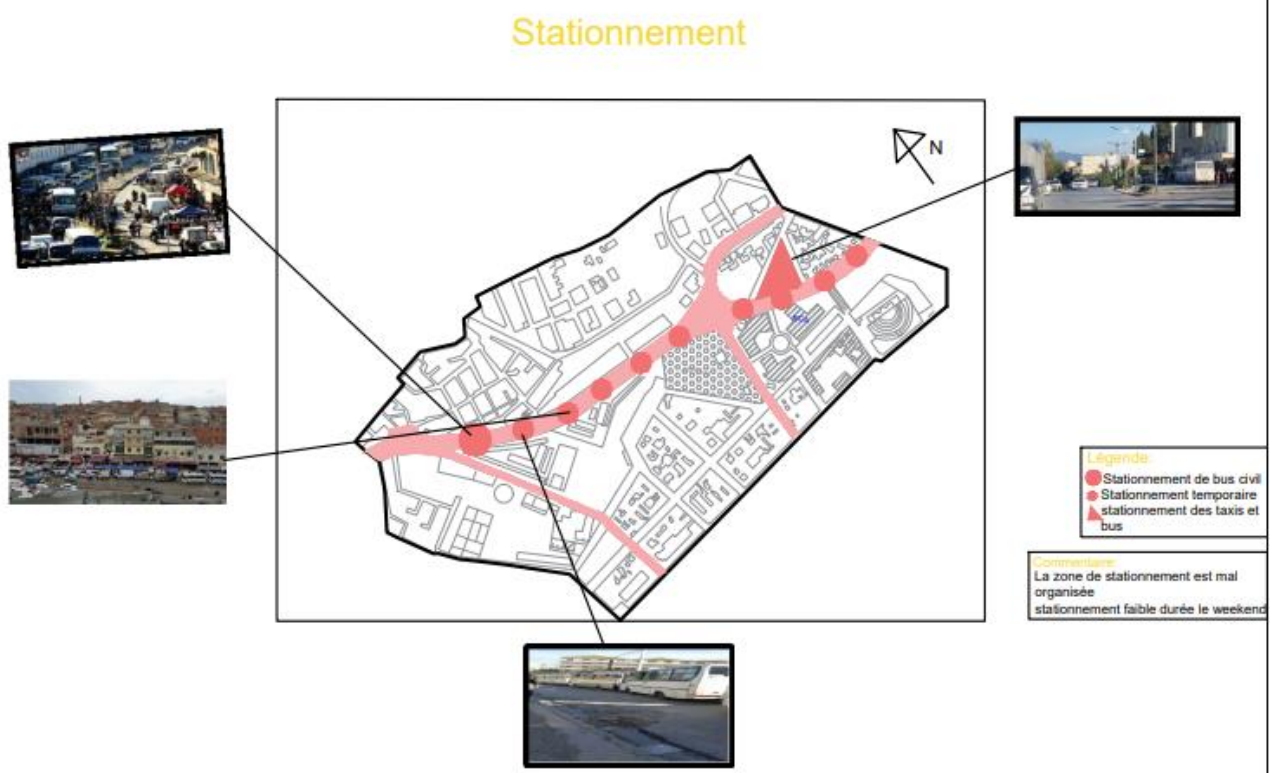 Stationnement
N
Légende:
Stationnement de bus civil
Stationnement temporaire
stationnement des taxis et
bus
Commentaire:
La zone de stationnement est mal
organisée
stationnement faible durée le weekend